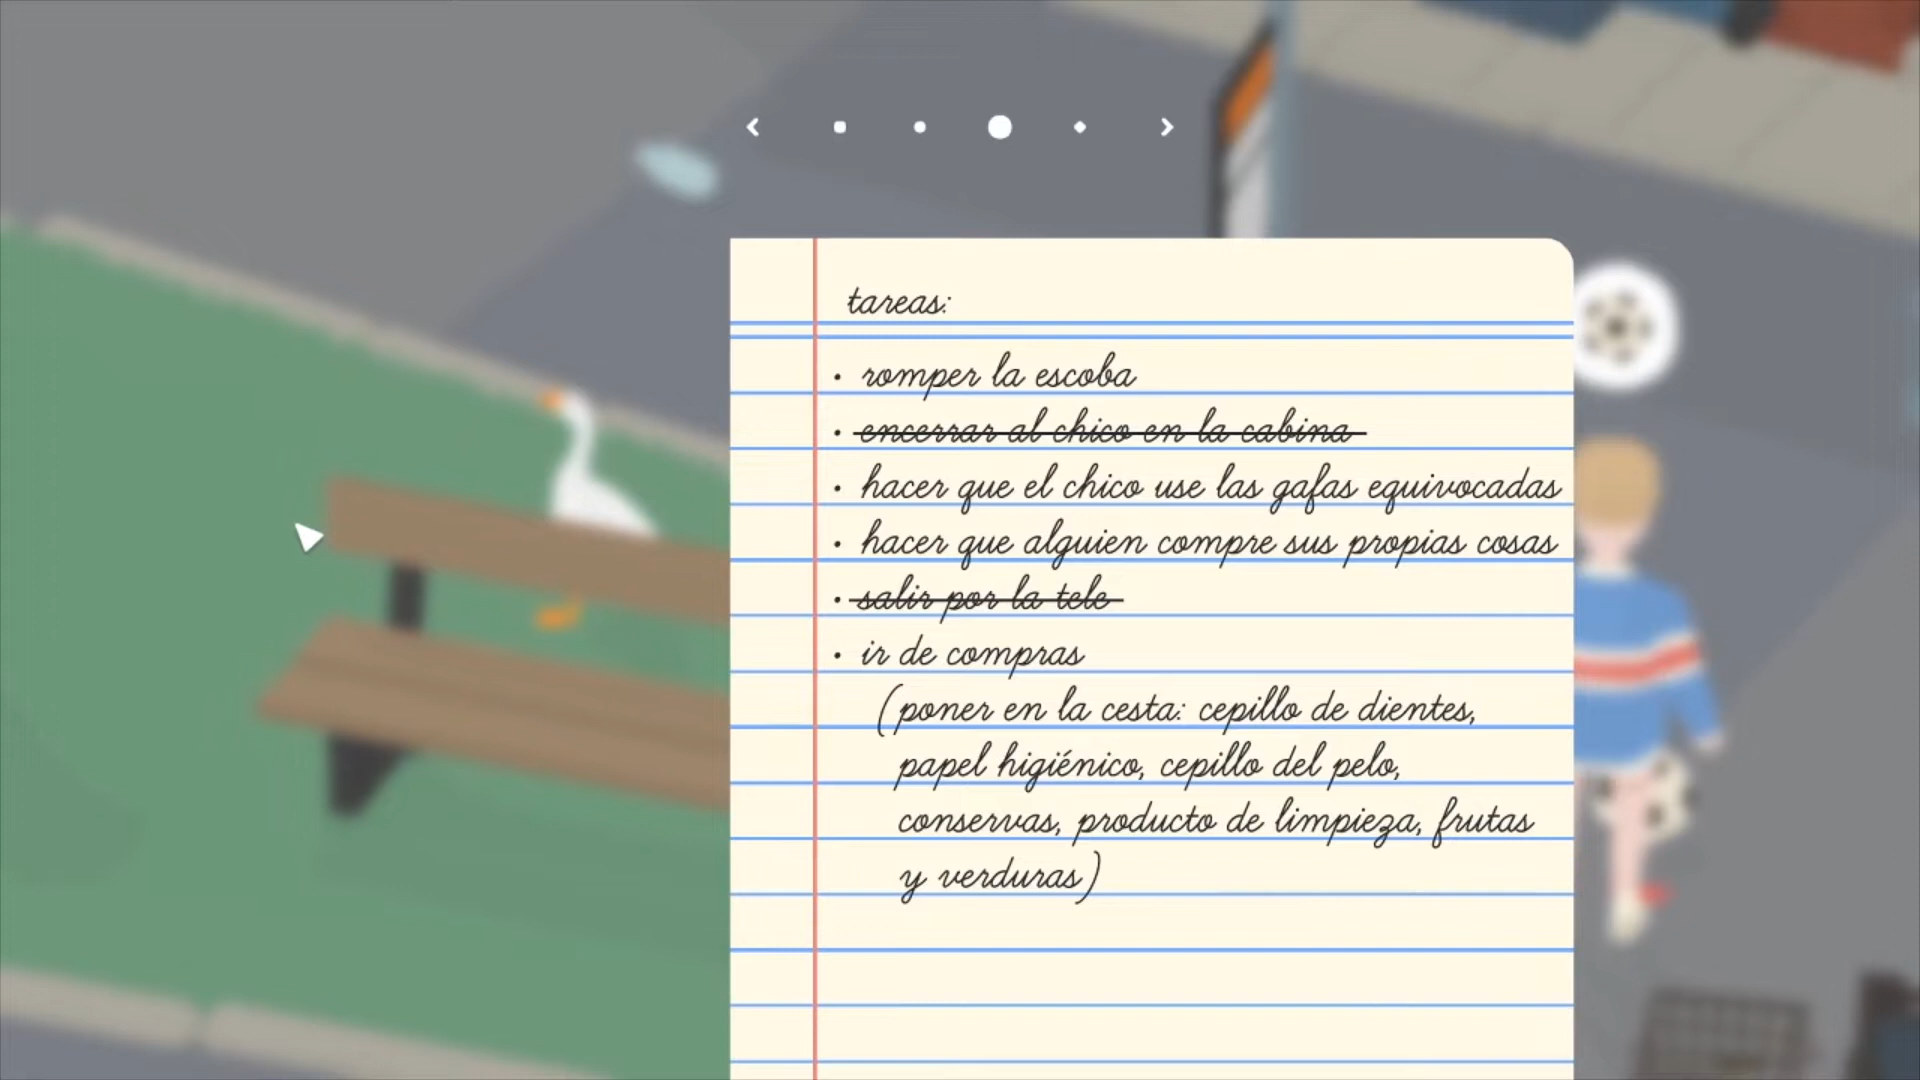 tareas:
• romper la escoba
• encerrar al chico en la cabina
• hacer que el chico use las gafas equivocadas
• hacer que alguien compre sus propias cosas
• salir por la tele
• ir de compras
(poner en la cesta: cepillo de dientes,
papel higiénico, cepillo del pelo,
conservas, producto de limpieza, frutas
y verduras)